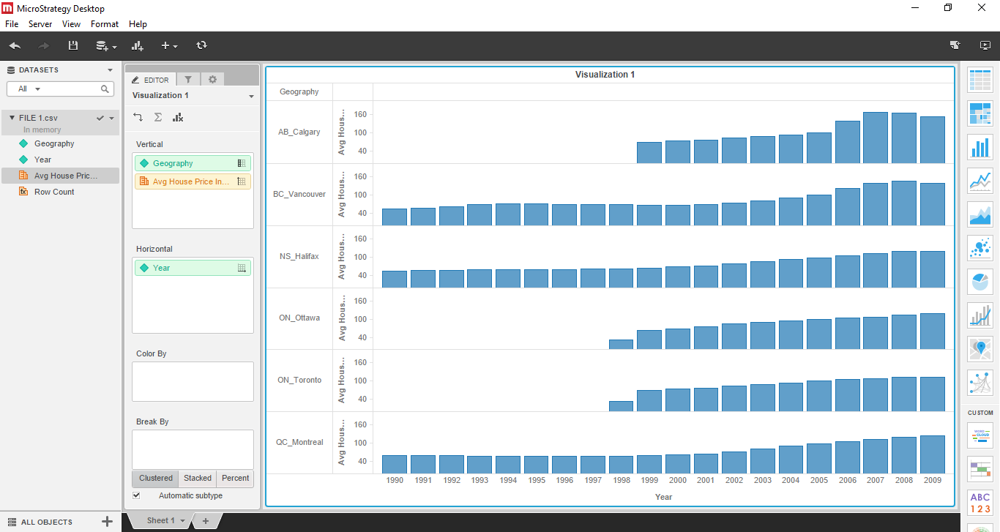 MicroStrategy Desktop
File Server View Format Help
DATASETS
All
FILE 1.csv
In memory
Geography
Year
Avg House Pric...
Row Count
ALL OBJECTS
EDITOR
Visualization 1
Vertical
Geography
Avg House Price In...
Horizontal
Year
Color By
Break By
Clustered Stacked Percent
Automatic subtype
Visualization 1
Geography
AB_Calgary
Avg Hous...
160
100
40
BC_Vancouver
Avg Hous...
160
100
40
NS_Halifax
Avg Hous...
160
100
40
ON_Ottawa
Avg Hous...
160
100
40
ON_Toronto
Avg Hous...
160
100
40
QC_Montreal
Avg Hous...
160
100
40
1990 1991 1992 1993 1994 1995 1996 1997 1998 1999 2000 2001 2002 2003 2004 2005 2006 2007 2008 2009
Year
Sheet 1
CUSTOM
WORD
CLOUD
ABC
123